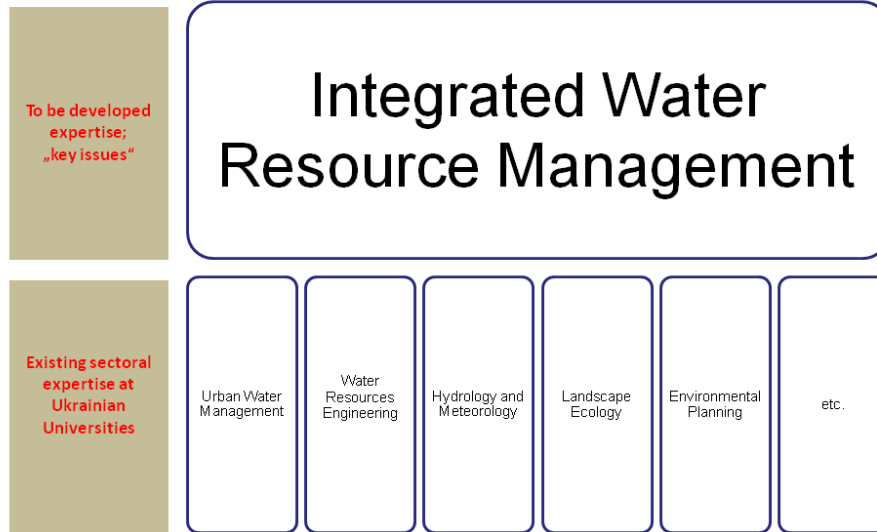 To be developed
expertise;
„key issues“
Integrated Water
Resource Management
Existing sectoral
expertise at
Ukrainian
Universities
Urban Water
Management
Water
Resources
Engineering
Hydrology and
Meteorology
Landscape
Ecology
Environmental
Planning
etc.